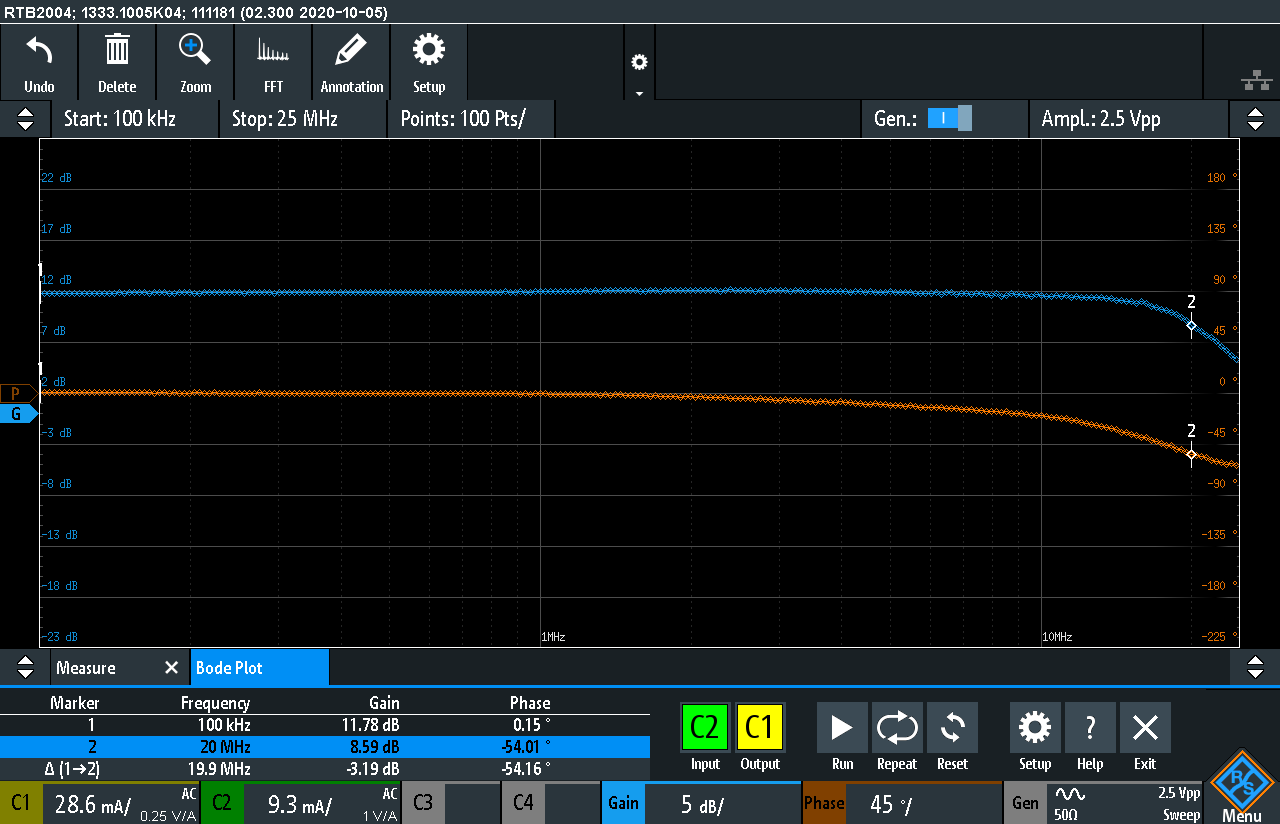 RTB2004; 1333.1005K04; 111181 (02.300 2020-10-05)
Undo Delete Zoom FFT Annotation Setup
Start: 100 kHz Stop: 25 MHz Points: 100 Pts/ Gen.: I Ampl.: 2.5 Vpp
22 dB 180 °
17 dB 135 °
1
12 dB 90 °
2
7 dB 45 °
1
2 dB 0 °
P
G
-3 dB -45 °
2
-8 dB -90 °
-13 dB -135 °
-18 dB -180 °
-23 dB 1MHz 10MHz -225 °
Measure Bode Plot
Marker Frequency Gain Phase
1 100 kHz 11.78 dB 0.15 °
2 20 MHz 8.59 dB -54.01 °
Δ (1→2) 19.9 MHz -3.19 dB -54.16 °
C2 C1
Input Output Run Repeat Reset Setup ? Help Exit
C1 28.6 mA/ AC 0.25 V/A C2 9.3 mA/ AC 1 V/A C3 C4 Gain 5 dB/ Phase 45 °/ Gen 50Ω 2.5 Vpp Sweep
R&S
Menu